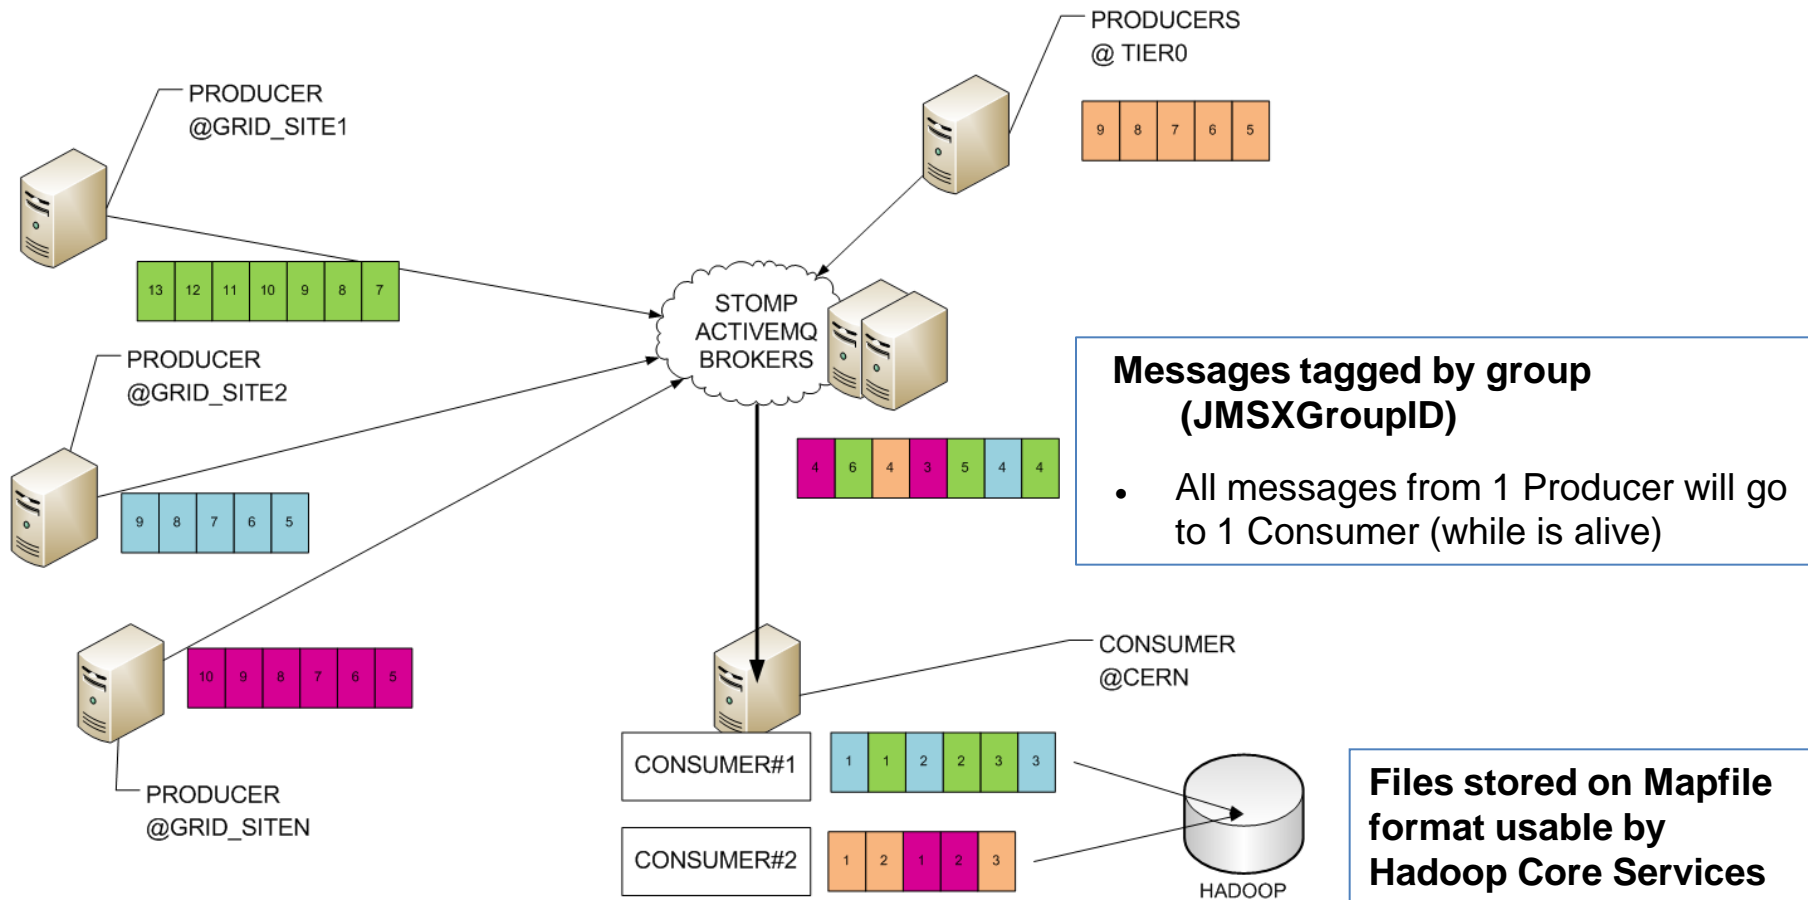 PRODUCERS
@ TIER0
9 8 7 6 5
PRODUCER
@GRID_SITE1
13 12 11 10 9 8 7
STOMP
ACTIVEMQ
BROKERS
PRODUCER
@GRID_SITE2
9 8 7 6 5
4 6 4 3 5 4 4
Messages tagged by group
(JMSXGroupID)
• All messages from 1 Producer will go
to 1 Consumer (while is alive)
10 9 8 7 6 5
PRODUCER
@GRID_SITEN
CONSUMER
@CERN
CONSUMER#1
1 1 2 2 3 3
CONSUMER#2
1 2 1 2 3
HADOOP
Files stored on Mapfile
format usable by
Hadoop Core Services